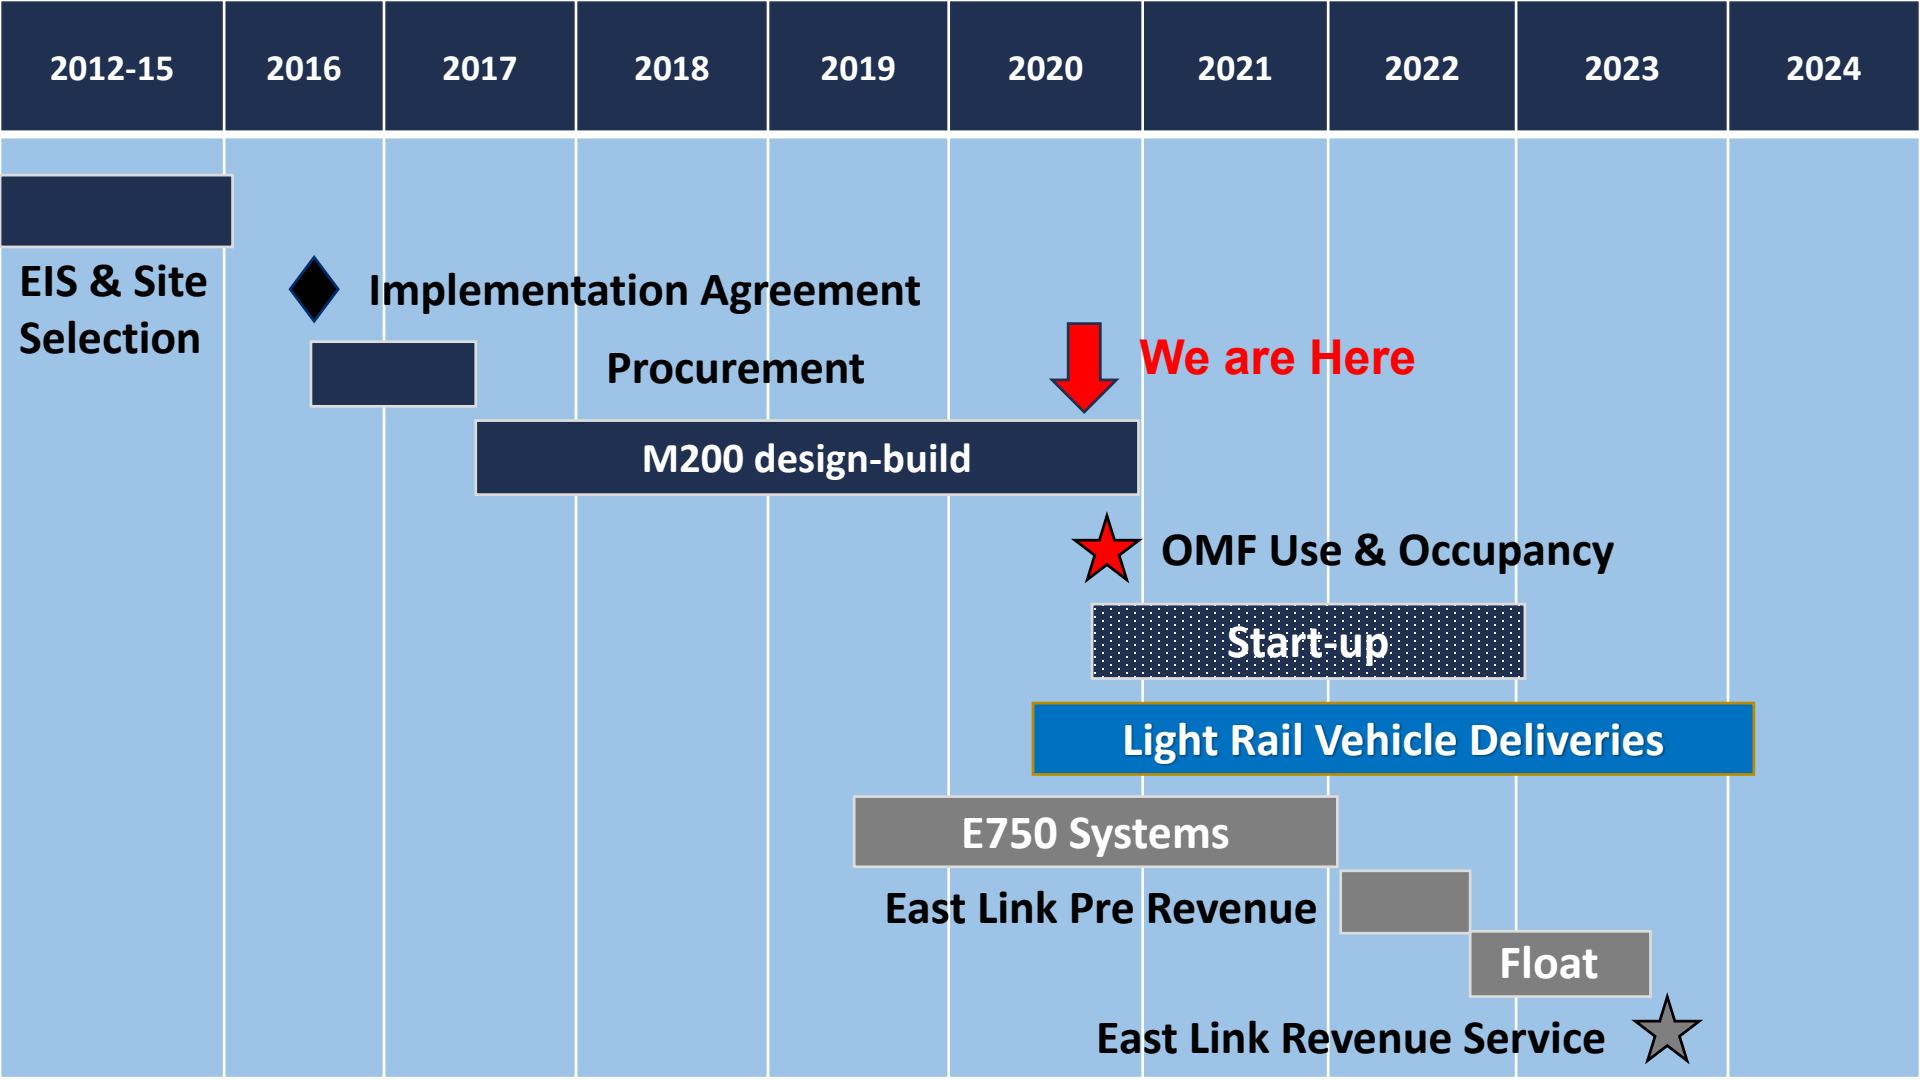 2012-15 2016 2017 2018 2019 2020 2021 2022 2023 2024
EIS & Site
Selection
Implementation Agreement
Procurement
We are Here
M200 design-build
OMF Use & Occupancy
Start-up
Light Rail Vehicle Deliveries
E750 Systems
East Link Pre Revenue
Float
East Link Revenue Service